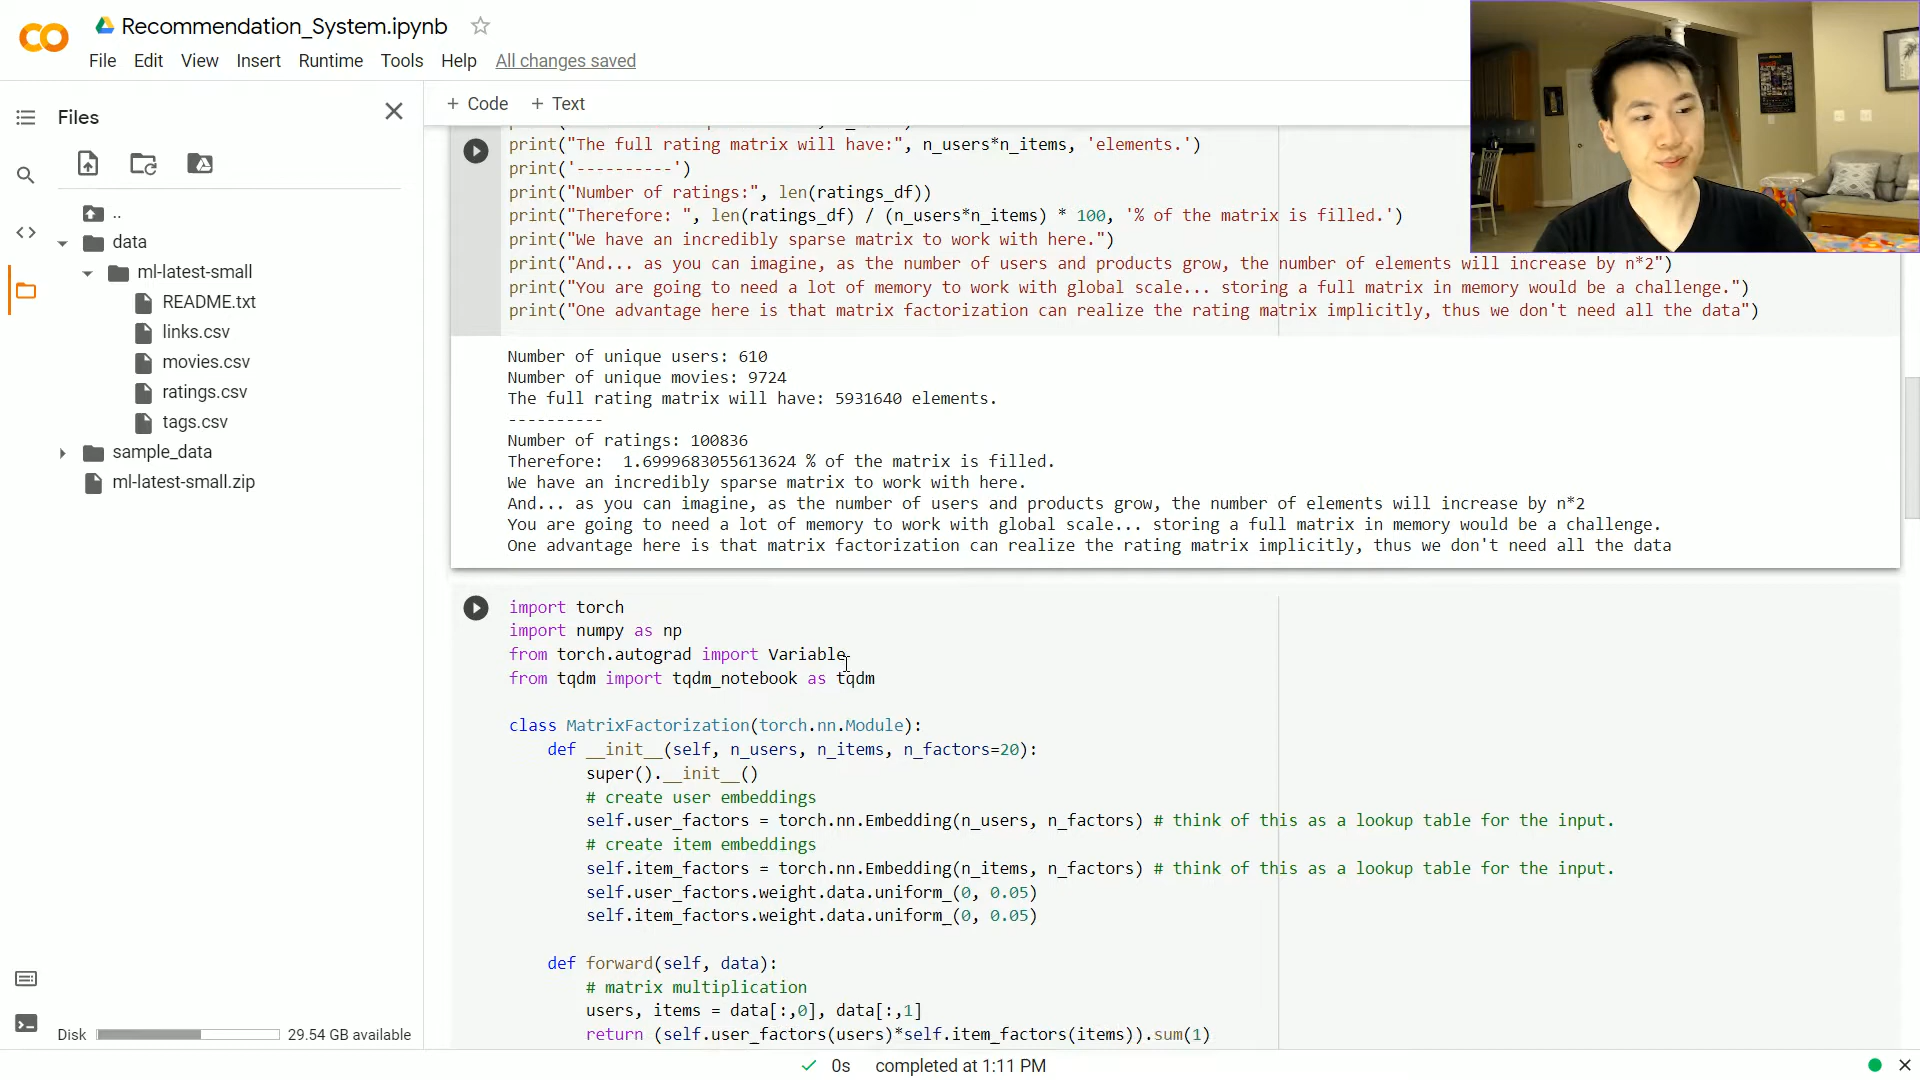 Recommendation_System.ipynb
File Edit View Insert Runtime Tools Help All changes saved
Files
+ Code + Text
..
data
ml-latest-small
README.txt
links.csv
movies.csv
ratings.csv
tags.csv
sample_data
ml-latest-small.zip
Disk 29.54 GB available
print("The full rating matrix will have:", n_users*n_items, 'elements.')
print('----------')
print("Number of ratings:", len(ratings_df))
print("Therefore: ", len(ratings_df) / (n_users*n_items) * 100, '% of the matrix is filled.')
print("We have an incredibly sparse matrix to work with here.")
print("And... as you can imagine, as the number of users and products grow, the number of elements will increase by n*2")
print("You are going to need a lot of memory to work with global scale... storing a full matrix in memory would be a challenge.")
print("One advantage here is that matrix factorization can realize the rating matrix implicitly, thus we don't need all the data")
Number of unique users: 610
Number of unique movies: 9724
The full rating matrix will have: 5931640 elements.
----------
Number of ratings: 100836
Therefore:  1.6999683055613624 % of the matrix is filled.
We have an incredibly sparse matrix to work with here.
And... as you can imagine, as the number of users and products grow, the number of elements will increase by n*2
You are going to need a lot of memory to work with global scale... storing a full matrix in memory would be a challenge.
One advantage here is that matrix factorization can realize the rating matrix implicitly, thus we don't need all the data
import torch
import numpy as np
from torch.autograd import Variable
from tqdm import tqdm_notebook as tqdm
class MatrixFactorization(torch.nn.Module):
def __init__(self, n_users, n_items, n_factors=20):
super().__init__()
# create user embeddings
self.user_factors = torch.nn.Embedding(n_users, n_factors) # think of this as a lookup table for the input.
# create item embeddings
self.item_factors = torch.nn.Embedding(n_items, n_factors) # think of this as a lookup table for the input.
self.user_factors.weight.data.uniform_(0, 0.05)
self.item_factors.weight.data.uniform_(0, 0.05)
def forward(self, data):
# matrix multiplication
users, items = data[:,0], data[:,1]
return (self.user_factors(users)*self.item_factors(items)).sum(1)
0s completed at 1:11 PM